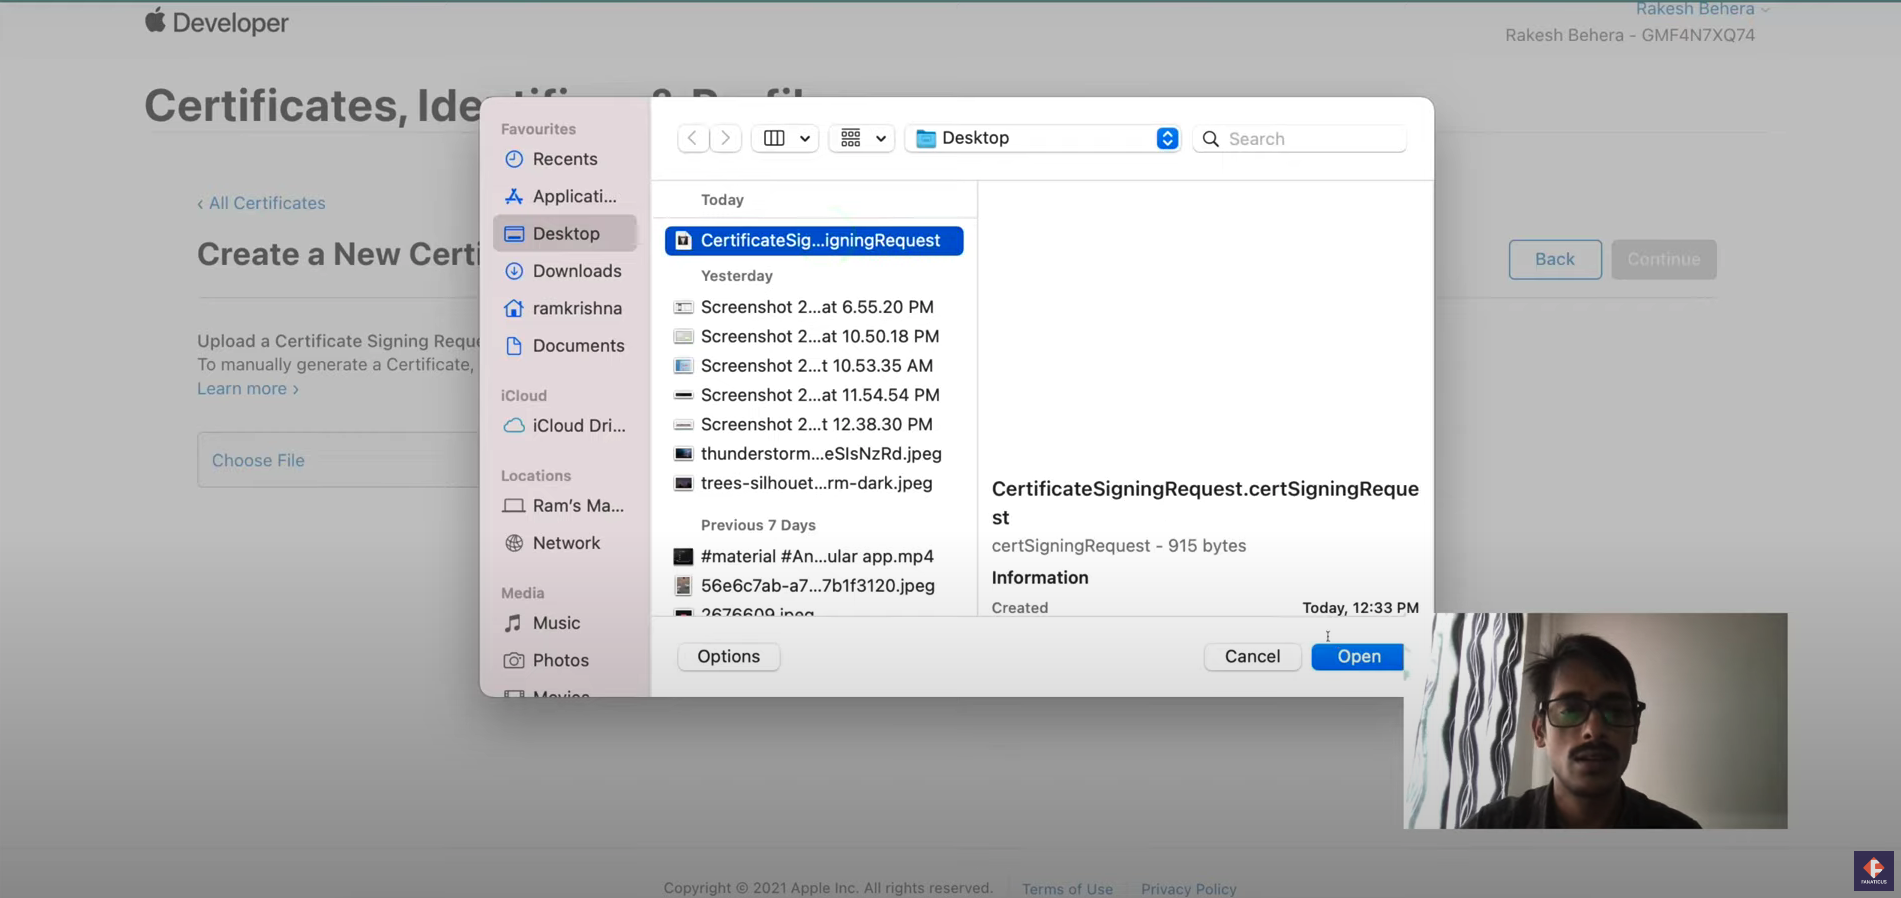 Developer
Rakesh Behera
Rakesh Behera - GMF4N7XQ74
Certificates, Ide
‹ All Certificates
Create a New Certi
Back
Continue
Upload a Certificate Signing Reque
To manually generate a Certificate,
Learn more ›
Choose File
Favourites
Recents
Applicati...
Desktop
Downloads
ramkrishna
Documents
iCloud
iCloud Dri...
Locations
Ram's Ma...
Network
Media
Music
Photos
Movies
Desktop
Search
Today
CertificateSig...igningRequest
Yesterday
Screenshot 2...at 6.55.20 PM
Screenshot 2...at 10.50.18 PM
Screenshot 2...t 10.53.35 AM
Screenshot 2...at 11.54.54 PM
Screenshot 2...t 12.38.30 PM
thunderstorm...eSIsNzRd.jpeg
trees-silhouet...rm-dark.jpeg
Previous 7 Days
#material #An...ular app.mp4
56e6c7ab-a7...7b1f3120.jpeg
2676609.jpeg
CertificateSigningRequest.certSigningReque
st
certSigningRequest - 915 bytes
Information
Created Today, 12:33 PM
Options
Cancel
Open
Copyright © 2021 Apple Inc. All rights reserved.
Terms of Use
Privacy Policy
FANATICUS